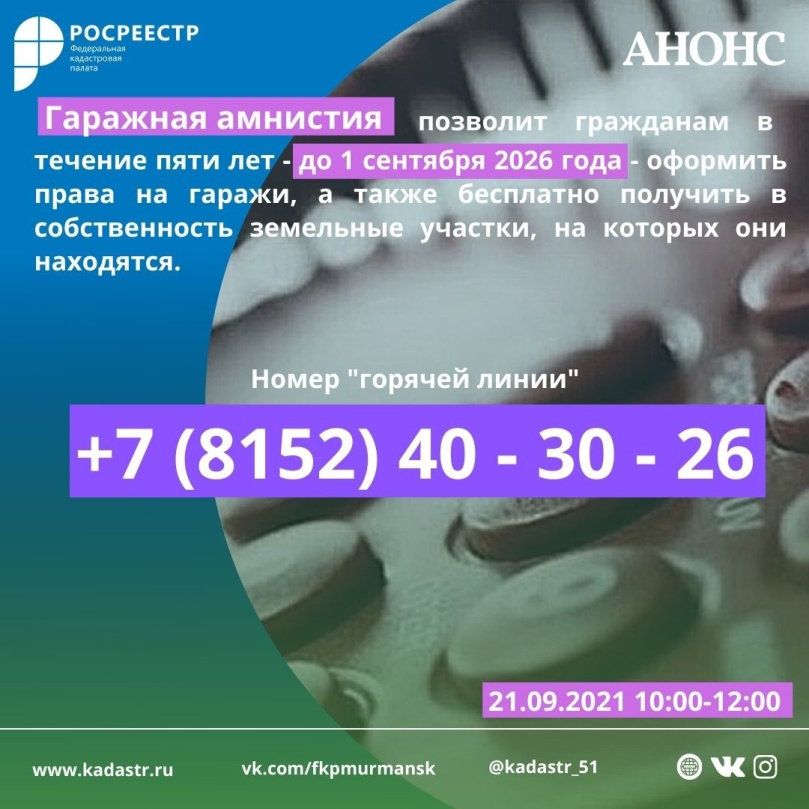 РОСРЕЕСТР
Федеральная
кадастровая
палата
АНОНС
Гаражная амнистия позволит гражданам в
течение пяти лет - до 1 сентября 2026 года - оформить
права на гаражи, а также бесплатно получить в
собственность земельные участки, на которых они
находятся.
Номер "горячей линии"
+7 (8152) 40 - 30 - 26
21.09.2021 10:00-12:00
www.kadastr.ru
vk.com/fkpmurmansk
@kadastr_51